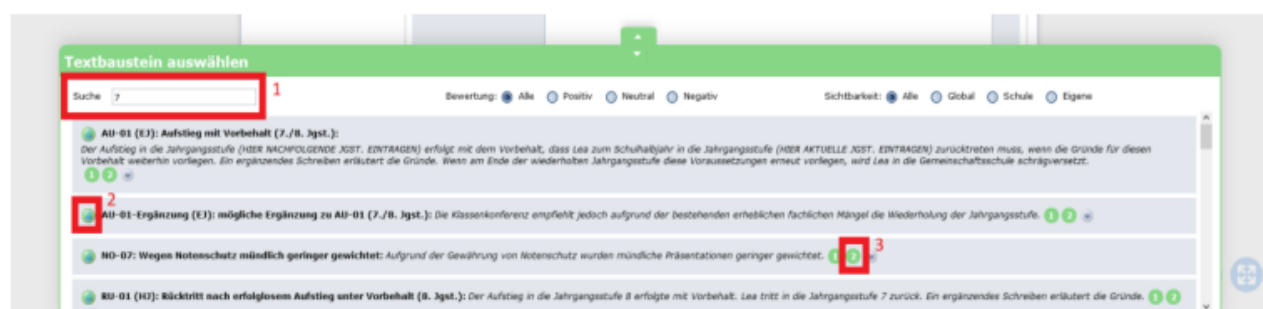 Textbaustein auswählen
Suche 7 1 Bewertung: Alle Positiv Neutral Negativ Sichtbarkeit: Alle Global Schule Eigene
AU-01 (EJ): Aufstieg mit Vorbehalt (7./8. Jgst.):
Der Aufstieg in die Jahrgangsstufe (HIER NACHFOLGENDE JGST. EINTRAGEN) erfolgt mit dem Vorbehalt, dass Lea zum Schulhalbjahr in die Jahrgangsstufe (HIER AKTUELLE JGST. EINTRAGEN) zurücktreten muss, wenn die Gründe für diesen
Vorbehalt weiterhin vorliegen. Ein ergänzendes Schreiben erläutert die Gründe. Wenn am Ende der wiederholten Jahrgangsstufe diese Voraussetzungen erneut vorliegen, wird Lea in die Gemeinschaftsschule schrägversetzt.
1 2
2
AU-01-Ergänzung (EJ): mögliche Ergänzung zu AU-01 (7./8. Jgst.): Die Klassenkonferenz empfiehlt jedoch aufgrund der bestehenden erheblichen fachlichen Mängel die Wiederholung der Jahrgangsstufe. 1 2
NO-07: Wegen Notenschutz mündlich geringer gewichtet: Aufgrund der Gewährung von Notenschutz wurden mündliche Präsentationen geringer gewichtet. 1 2 3
RU-01 (HJ): Rücktritt nach erfolglosem Aufstieg unter Vorbehalt (8. Jgst.): Der Aufstieg in die Jahrgangsstufe 8 erfolgte mit Vorbehalt. Lea tritt in die Jahrgangsstufe 7 zurück. Ein ergänzendes Schreiben erläutert die Gründe. 1 2